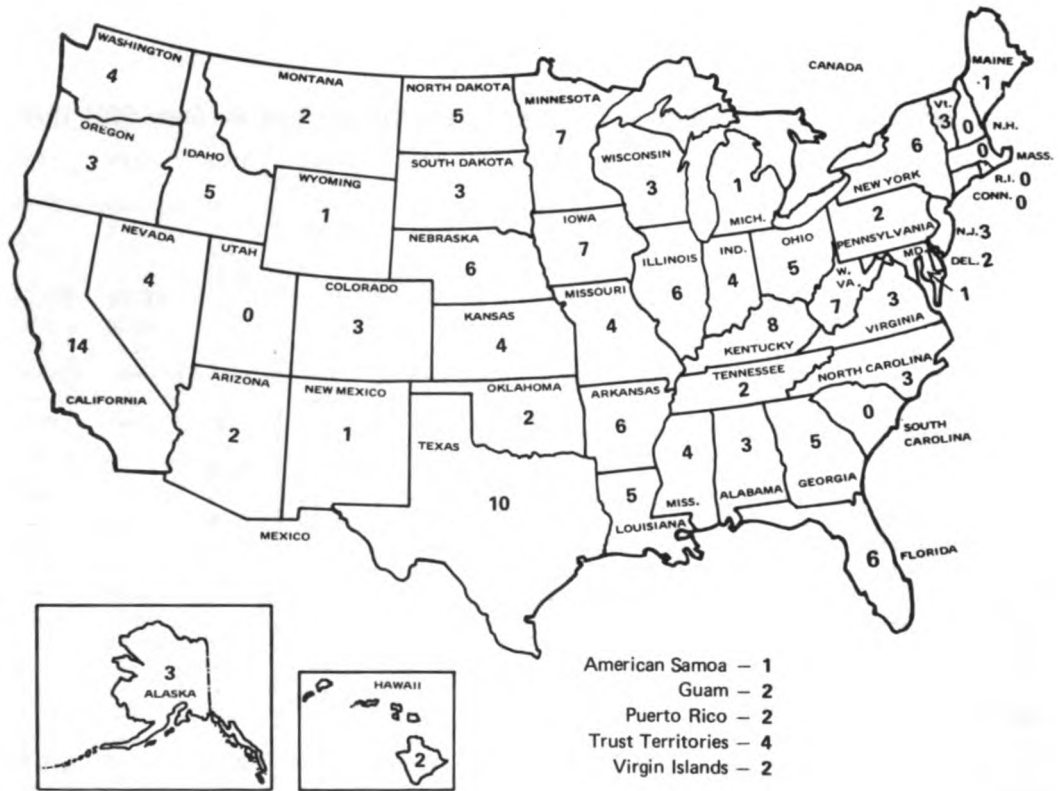 WASHINGTON
4
MONTANA
2
NORTH DAKOTA
5
MINNESOTA
7
CANADA
MAINE
1
Vt.
3
0
N.H.
OREGON
3
IDAHO
5
WYOMING
1
SOUTH DAKOTA
3
WISCONSIN
3
1
MICH.
6
NEW YORK
0
MASS.
R.I. 0
CONN.
0
NEVADA
4
UTAH
0
NEBRASKA
6
IOWA
7
ILLINOIS
6
IND.
4
OHIO
5
2
PENNSYLVANIA
N.J. 3
MD.
DEL. 2
1
W.
VA.
7
3
VIRGINIA
14
CALIFORNIA
COLORADO
3
KANSAS
4
MISSOURI
4
8
KENTUCKY
ARIZONA
2
NEW MEXICO
1
OKLAHOMA
2
ARKANSAS
6
TENNESSEE
2
NORTH CAROLINA
3
0
SOUTH
CAROLINA
TEXAS
10
5
LOUISIANA
4
MISS.
3
ALABAMA
5
GEORGIA
MEXICO
6
FLORIDA
3
ALASKA
HAWAII
2
American Samoa – 1
Guam – 2
Puerto Rico – 2
Trust Territories – 4
Virgin Islands – 2